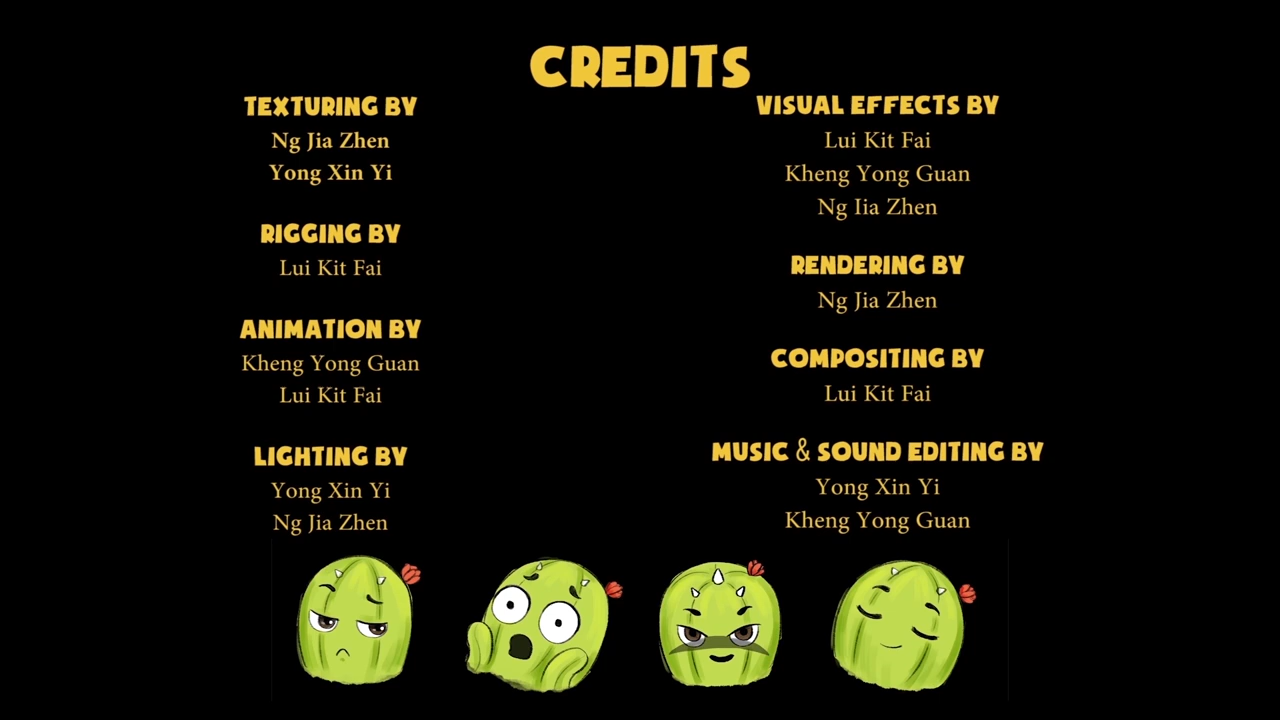 CREDITS
TEXTURING BY
Ng Jia Zhen
Yong Xin Yi
RIGGING BY
Lui Kit Fai
ANIMATION BY
Kheng Yong Guan
Lui Kit Fai
LIGHTING BY
Yong Xin Yi
Ng Jia Zhen
VISUAL EFFECTS BY
Lui Kit Fai
Kheng Yong Guan
Ng Iia Zhen
RENDERING BY
Ng Jia Zhen
COMPOSITING BY
Lui Kit Fai
MUSIC & SOUND EDITING BY
Yong Xin Yi
Kheng Yong Guan